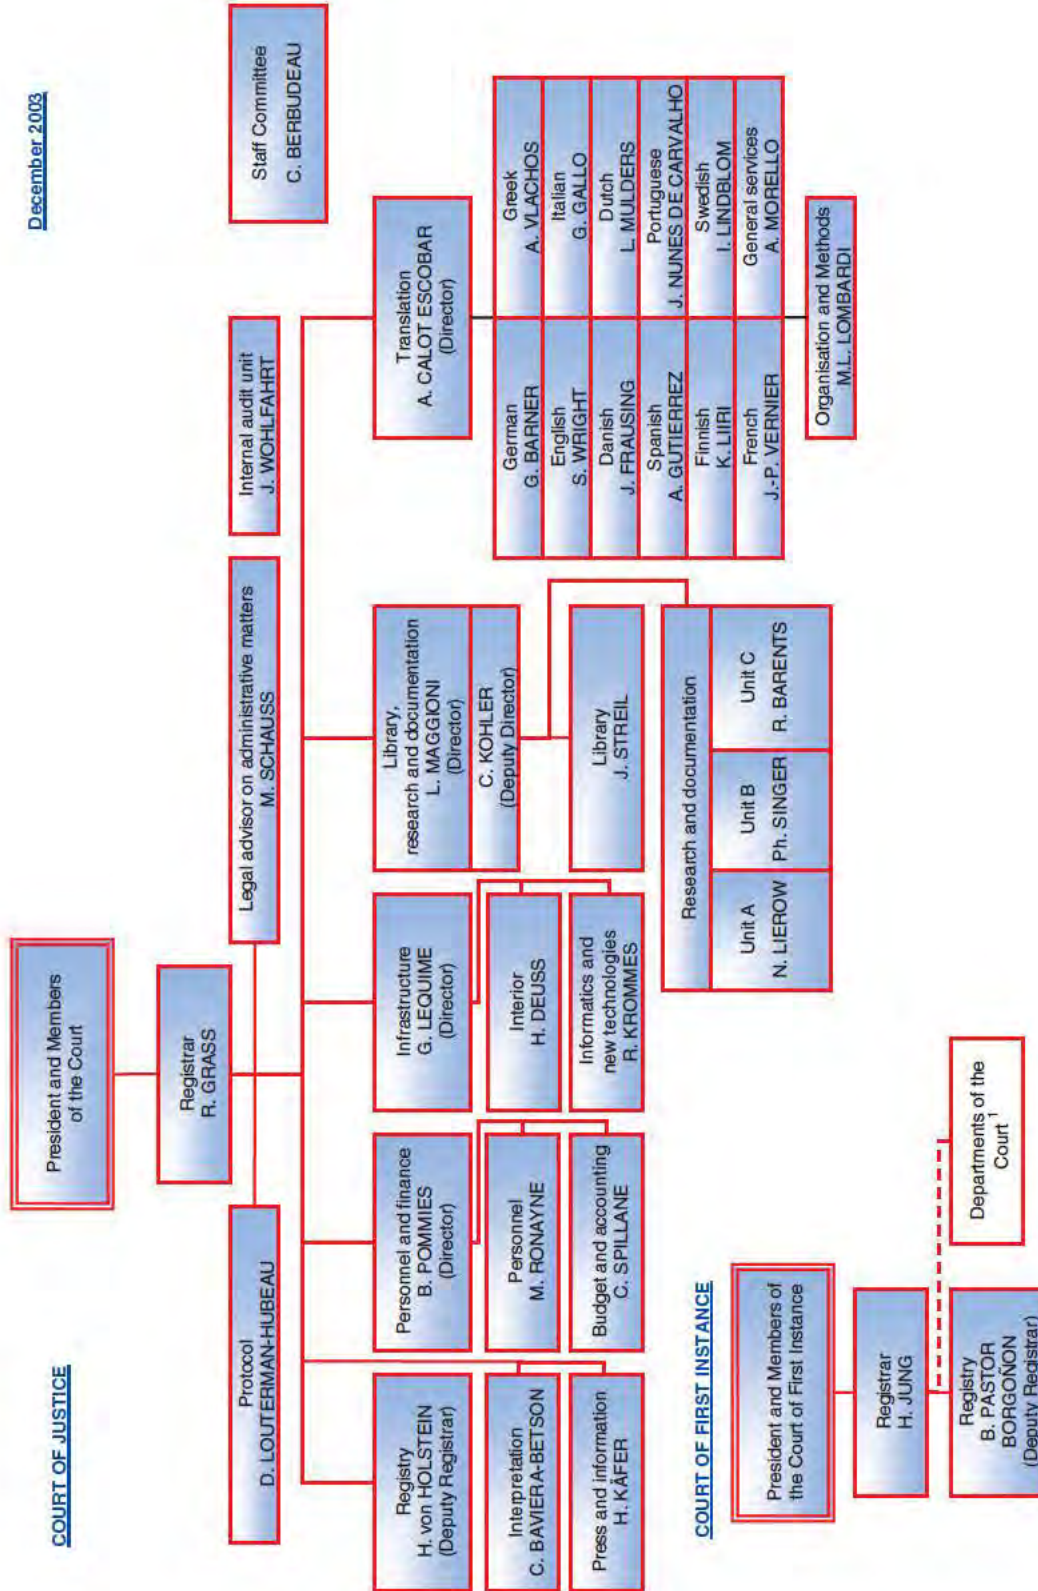 December 2003
COURT OF JUSTICE
President and Members
of the Court
Registrar
R. GRASS
Protocol
D. LOUTERMAN-HUBEAU
Legal advisor on administrative matters
M. SCHAUSS
Internal audit unit
J. WOHLFAHRT
Staff Committee
C. BERBUDEAU
Registry
H. von HOLSTEIN
(Deputy Registrar)
Interpretation
C. BAVIERA-BETSON
Press and information
H. KÄFER
Personnel and finance
B. POMMIES
(Director)
Personnel
M. RONAYNE
Budget and accounting
C. SPILLANE
Infrastructure
G. LEQUIME
(Director)
Interior
H. DEUSS
Informatics and
new technologies
R. KROMMES
Library,
research and documentation
L. MAGGIONI
(Director)
C. KOHLER
(Deputy Director)
Library
J. STREIL
Research and documentation
Unit A
N. LIEROW
Unit B
Ph. SINGER
Unit C
R. BARENTS
Translation
A. CALOT ESCOBAR
(Director)
German
G. BARNER
Greek
A. VLACHOS
English
S. WRIGHT
Italian
G. GALLO
Danish
J. FRAUSING
Dutch
L. MULDERS
Spanish
A. GUTIERREZ
Portuguese
J. NUNES DE CARVALHO
Finnish
K. LIIRI
Swedish
I. LINDBLOM
French
J.-P. VERNIER
General services
A. MORELLO
Organisation and Methods
M.L. LOMBARDI
COURT OF FIRST INSTANCE
President and Members of
the Court of First Instance
Registrar
H. JUNG
Registry
B. PASTOR
BORGOÑON
(Deputy Registrar)
Departments of the
Court 1